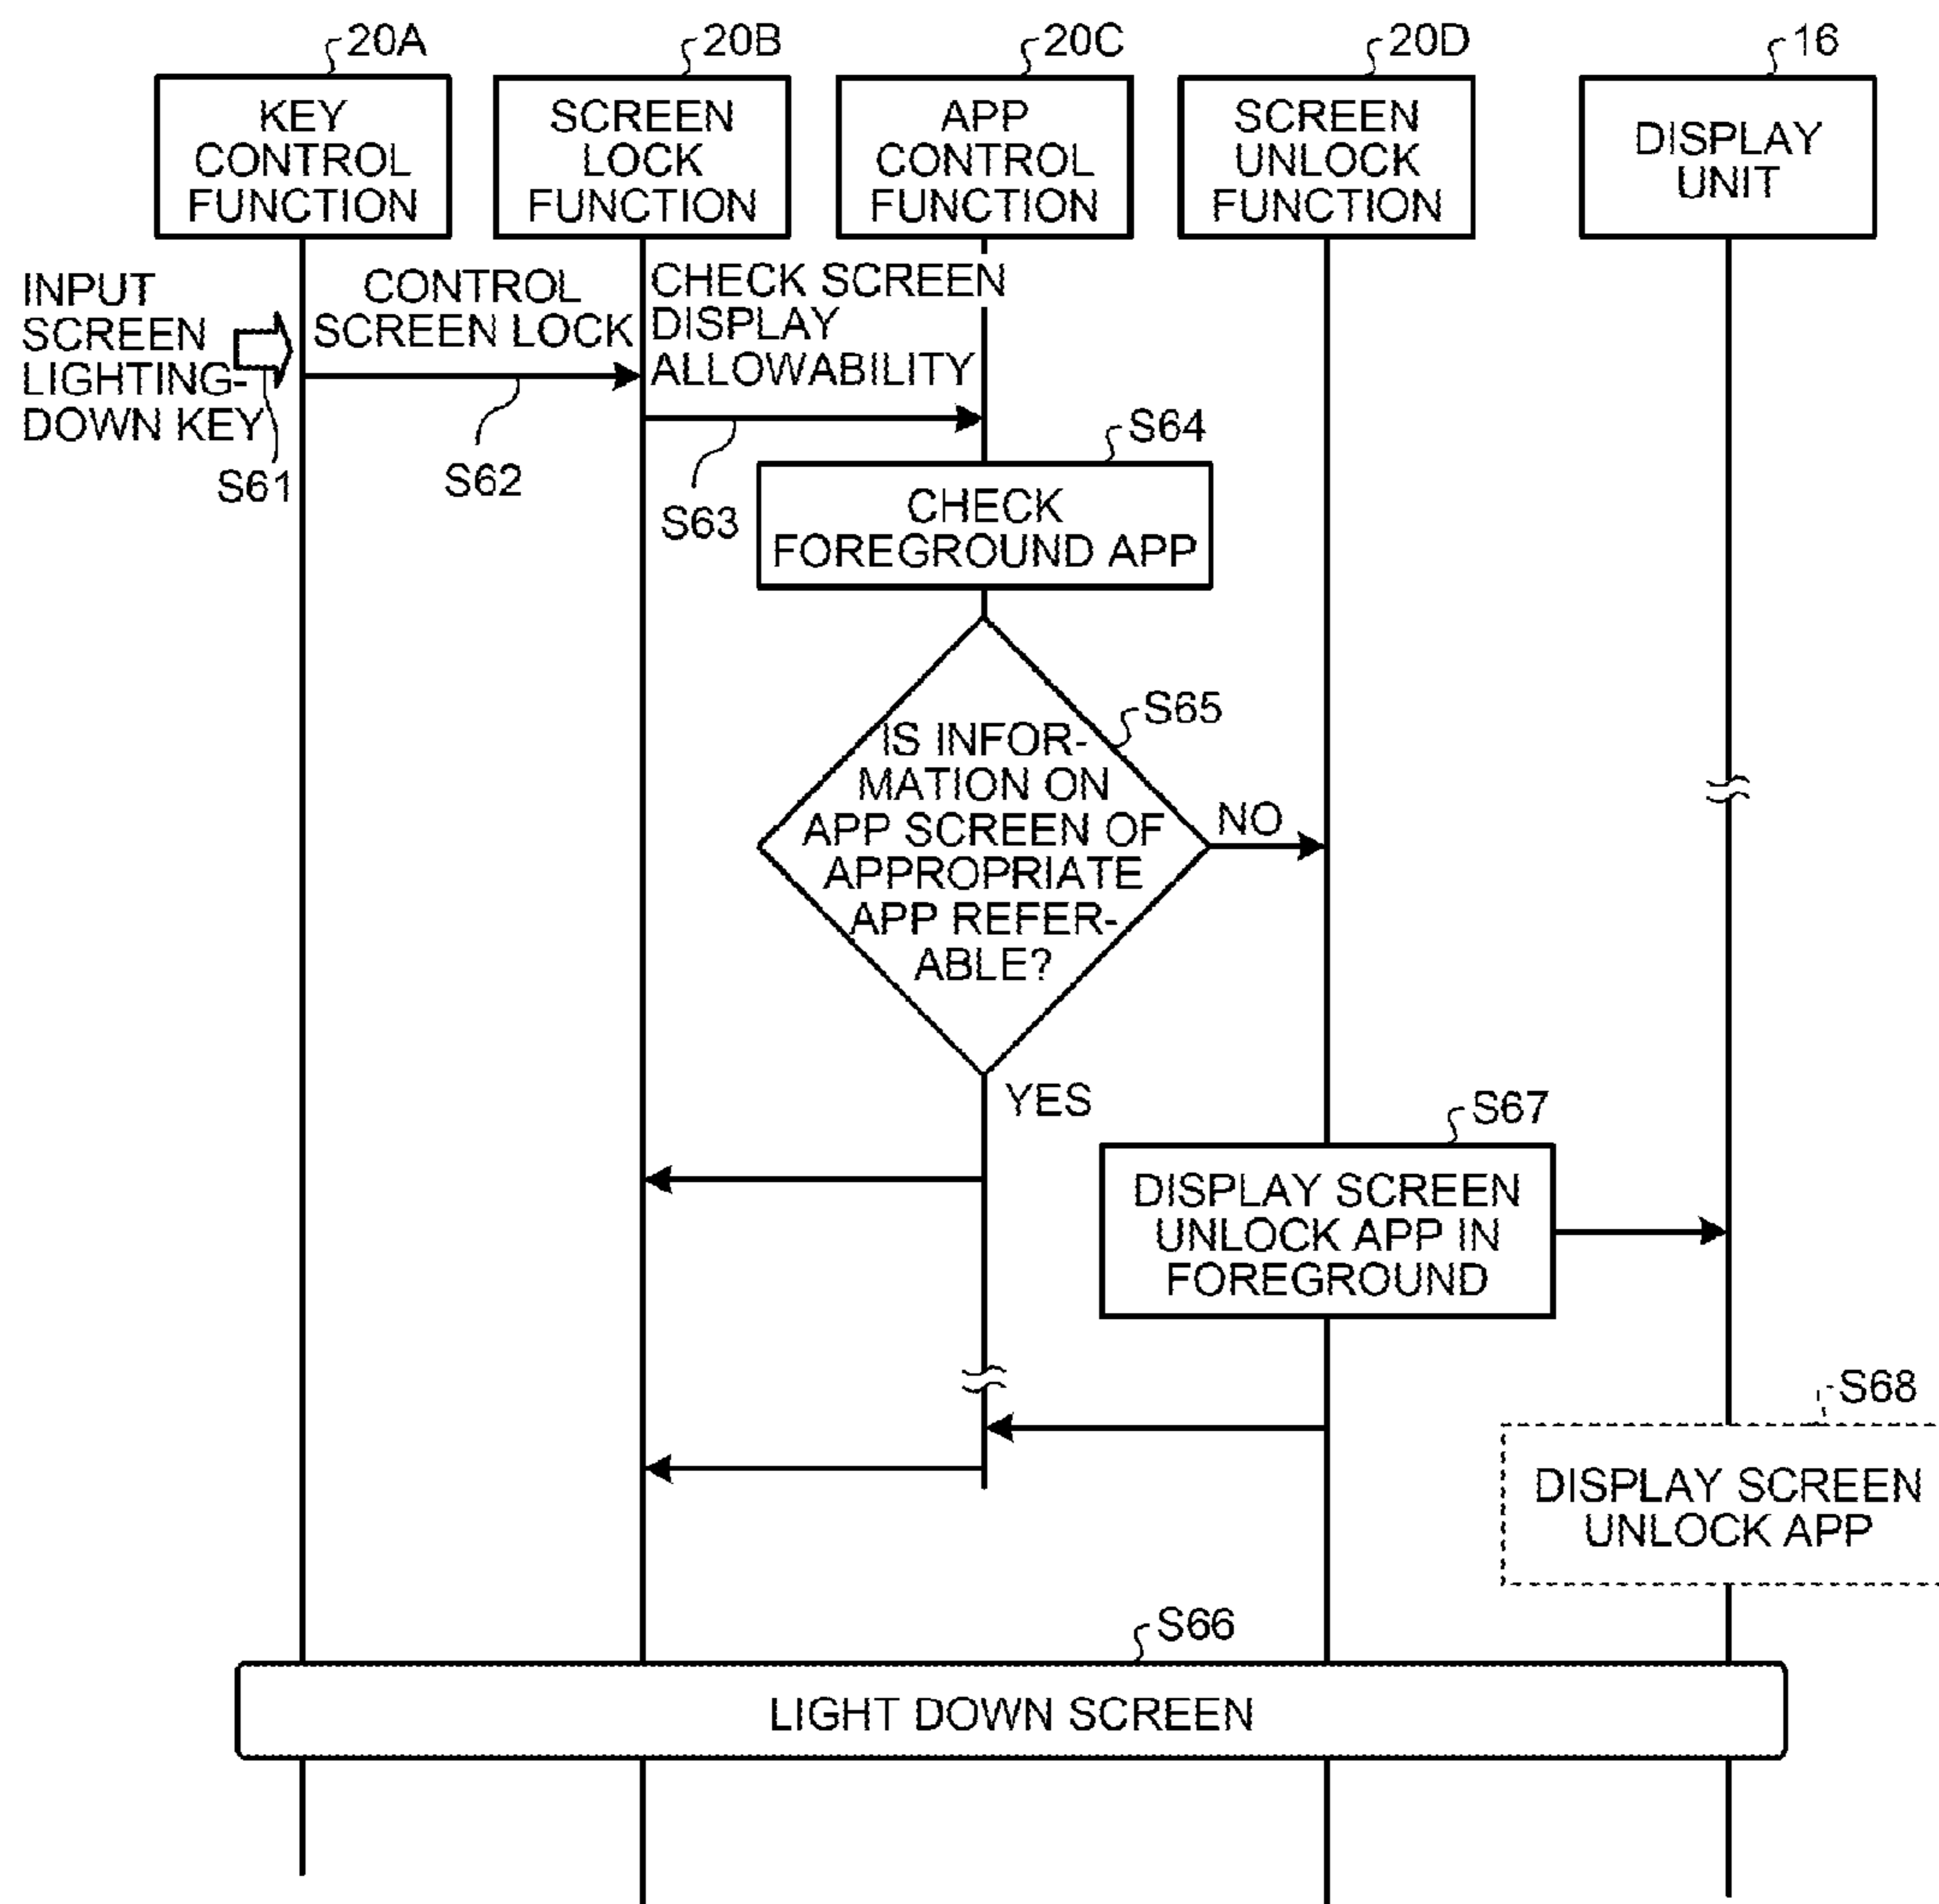 20A
20B
20C
20D
16
KEY
CONTROL
FUNCTION
SCREEN
LOCK
FUNCTION
APP
CONTROL
FUNCTION
SCREEN
UNLOCK
FUNCTION
DISPLAY
UNIT
INPUT
SCREEN
LIGHTING-
DOWN KEY
S61
CONTROL
SCREEN LOCK
S62
CHECK SCREEN
DISPLAY
ALLOWABILITY
S63
S64
CHECK
FOREGROUND APP
S65
IS INFOR-
MATION ON
APP SCREEN OF
APPROPRIATE
APP REFER-
ABLE?
NO
YES
S67
DISPLAY SCREEN
UNLOCK APP IN
FOREGROUND
S68
DISPLAY SCREEN
UNLOCK APP
S66
LIGHT DOWN SCREEN